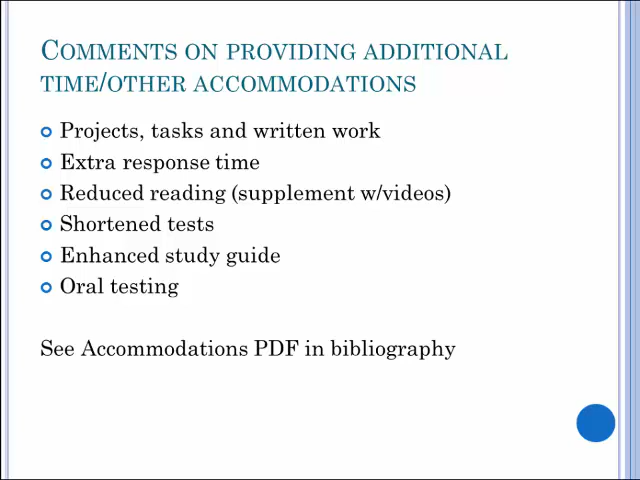 Comments on providing additional
time/other accommodations
Projects, tasks and written work
Extra response time
Reduced reading (supplement w/videos)
Shortened tests
Enhanced study guide
Oral testing
See Accommodations PDF in bibliography